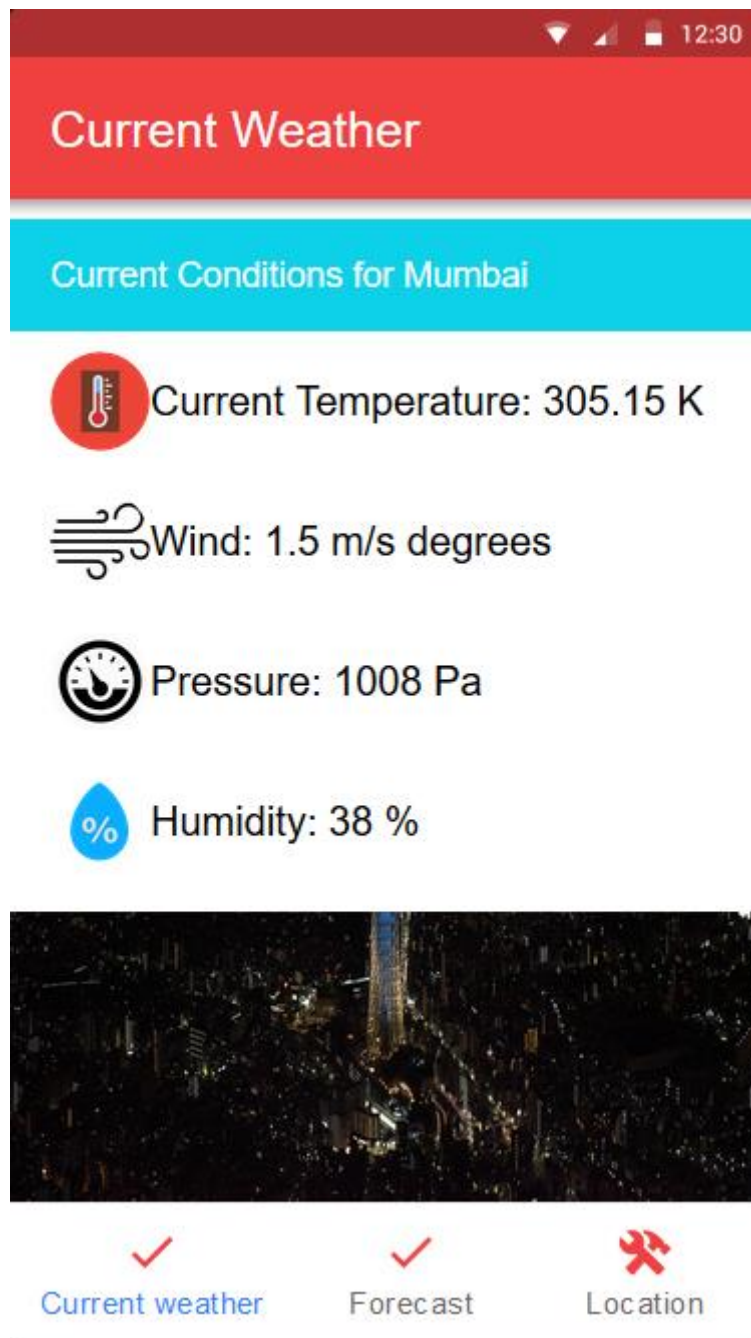 12:30
Current Weather
Current Conditions for Mumbai
Current Temperature: 305.15 K
Wind: 1.5 m/s degrees
Pressure: 1008 Pa
%
Humidity: 38 %
Current weather
Forecast
Location